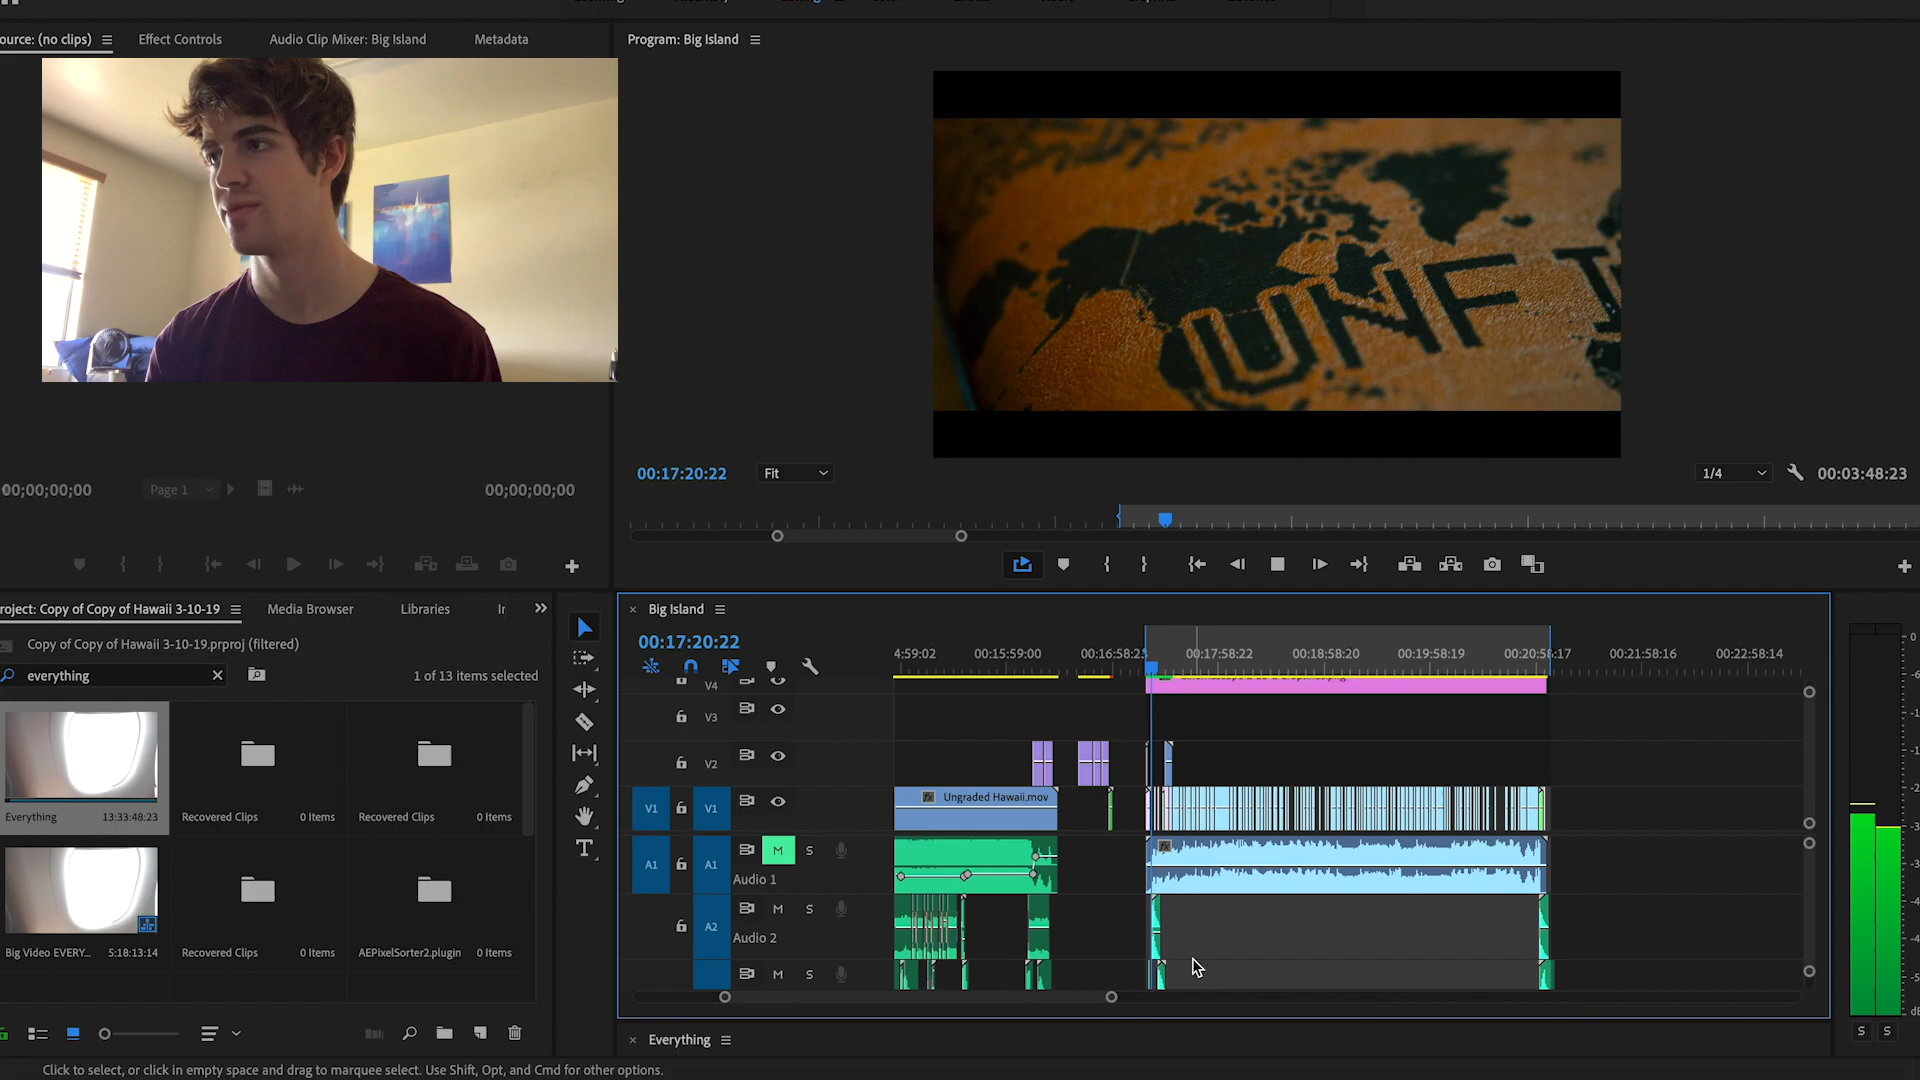 ource: (no clips)
Effect Controls
Audio Clip Mixer: Big Island
Metadata
Program: Big Island
UNF
00;00;00;00
Page 1
00;00;00;00
00:17:20:22
Fit
1/4
00:03:48:23
roject: Copy of Copy of Hawaii 3-10-19
Media Browser
Libraries
Copy of Copy of Hawaii 3-10-19.prproj (filtered)
everything
1 of 13 items selected
Everything
13:33:48:23
Recovered Clips
0 Items
Recovered Clips
0 Items
Big Video EVERY...
5:18:13:14
Recovered Clips
0 Items
AEPixelSorter2.plugin
0 Items
Big Island
00:17:20:22
4:59:02
00:15:59:00
00:16:58:2
00:17:58:22
00:18:58:20
00:19:58:19
00:20:58:17
00:21:58:16
00:22:58:14
V4
V3
V2
V1
V1
fx Ungraded Hawaii.mov
A1
A1
M
S
Audio 1
fx
A2
M
S
Audio 2
M
S
T
S
S
Everything
Click to select, or click in empty space and drag to marquee select. Use Shift, Opt, and Cmd for other options.